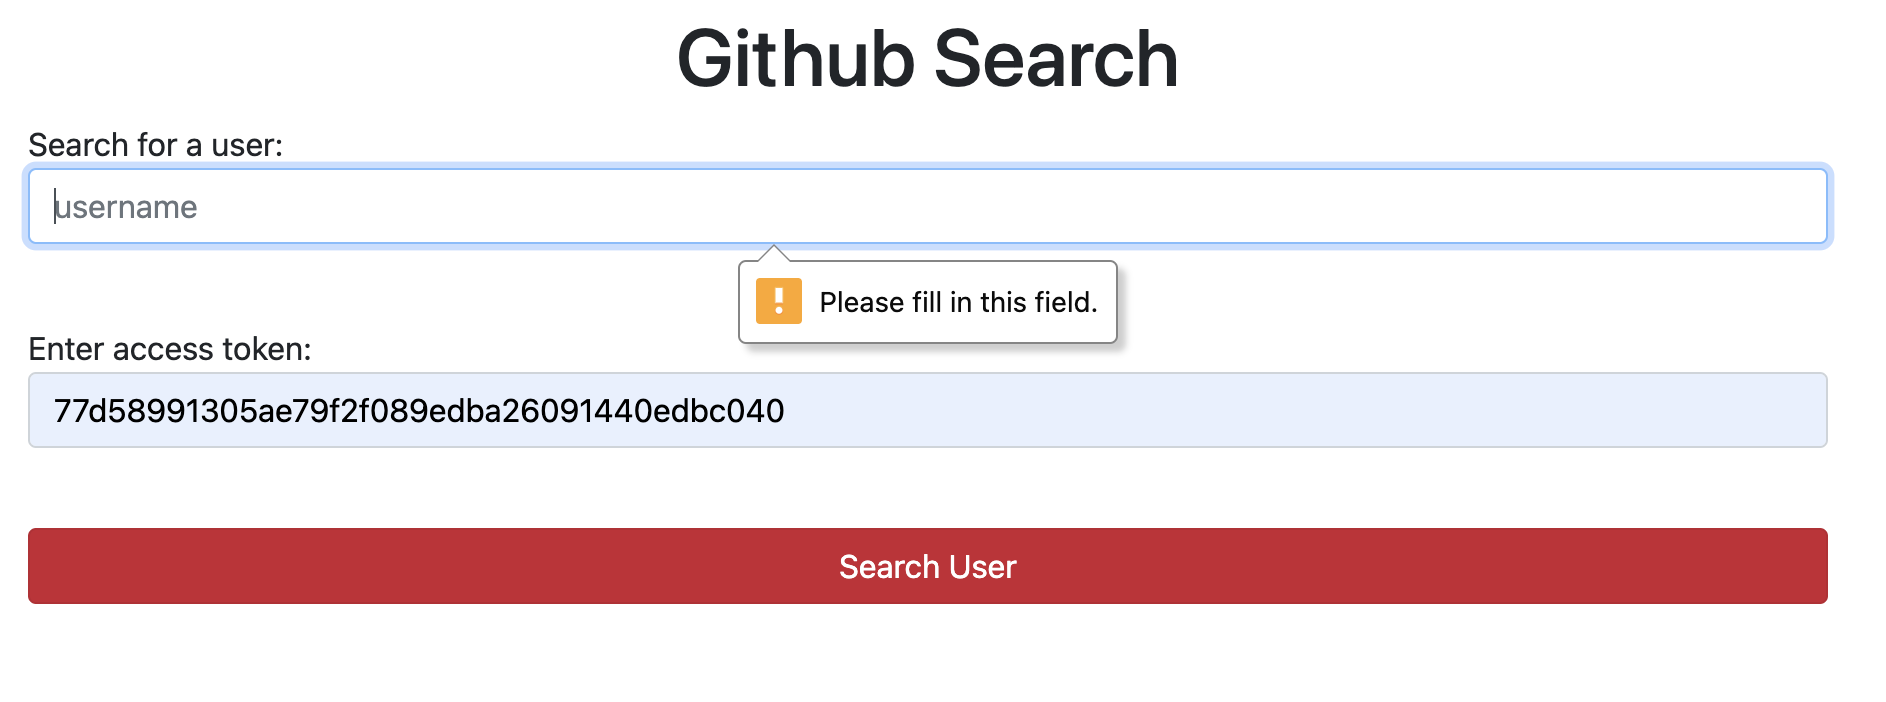 Github Search
Search for a user:
username
Please fill in this field.
Enter access token:
77d58991305ae79f2f089edba26091440edbc040
Search User